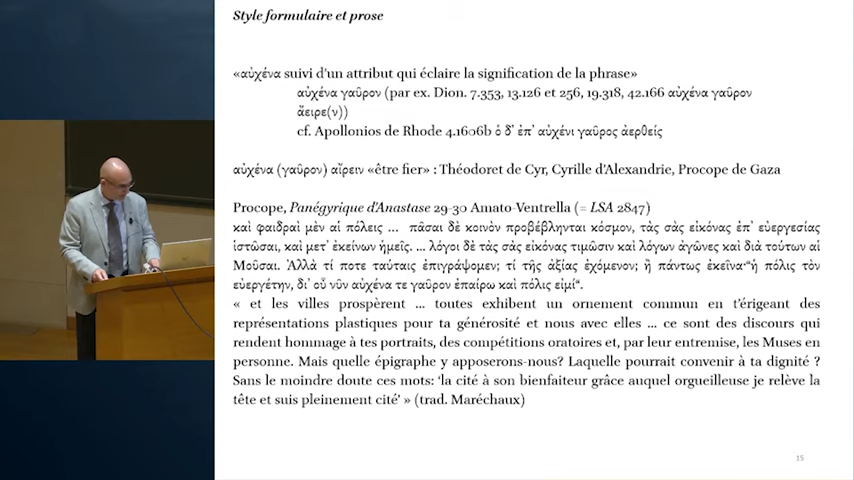 Style formulaire et prose
«αὐχένα suivi d'un attribut qui éclaire la signification de la phrase»
αὐχένα γαῦρον (par ex. Dion. 7.353, 13.126 et 256, 19.318, 42.166 αὐχένα γαῦρον
ἄειρε(ν))
cf. Apollonios de Rhode 4.1606b ὁ δ' ἐπ' αὐχένι γαῦρος ἀερθείς
αὐχένα (γαῦρον) αἴρειν «être fier» : Théodoret de Cyr, Cyrille d'Alexandrie, Procope de Gaza
Procope, Panégyrique d'Anastase 29-30 Amato-Ventrella (= LSA 2847)
καὶ φαιδραὶ μὲν αἱ πόλεις ... πᾶσαι δὲ κοινὸν προβέβληνται κόσμον, τὰς σὰς εἰκόνας ἐπ' εὐεργεσίας
ἱστῶσαι, καὶ μετ' ἐκείνων ἡμεῖς. ... λόγοι δὲ τὰς σὰς εἰκόνας τιμῶσιν καὶ λόγων ἀγῶνες καὶ διὰ τούτων αἱ
Μοῦσαι. Ἀλλὰ τί ποτε ταύταις ἐπιγράψομεν; τί τῆς ἀξίας ἐχόμενον; ἢ πάντως ἐκεῖνα·“ἡ πόλις τὸν
εὐεργέτην, δι' οὗ νῦν αὐχένα τε γαῦρον ἐπαίρω καὶ πόλις εἰμί“.
« et les villes prospèrent ... toutes exhibent un ornement commun en t'érigeant des
représentations plastiques pour ta générosité et nous avec elles ... ce sont des discours qui
rendent hommage à tes portraits, des compétitions oratoires et, par leur entremise, les Muses en
personne. Mais quelle épigraphe y apposerons-nous? Laquelle pourrait convenir à ta dignité ?
Sans le moindre doute ces mots: 'la cité à son bienfaiteur grâce auquel orgueilleuse je relève la
tête et suis pleinement cité' » (trad. Maréchaux)
15